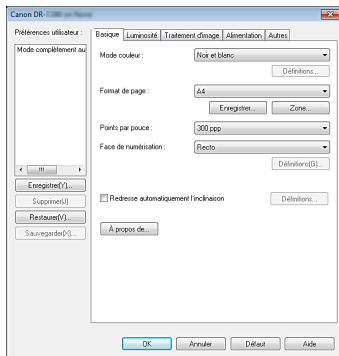 Canon DR-
Préférences utilisateur :
Mode complètement au
Enregistrer(Y)...
Supprimer(J)
Restaurer(V)...
Sauvegarder(X)...
Basique Luminosité Traitement d'image Alimentation Autres
Mode couleur : Noir et blanc
Définitions...
Format de page : A4
Enregistrer... Zone...
Points par pouce : 300 ppp
Face de numérisation : Recto
Définitions(G)...
Redresse automatiquement l'inclinaison Définitions...
À propos de...
OK Annuler Défaut Aide